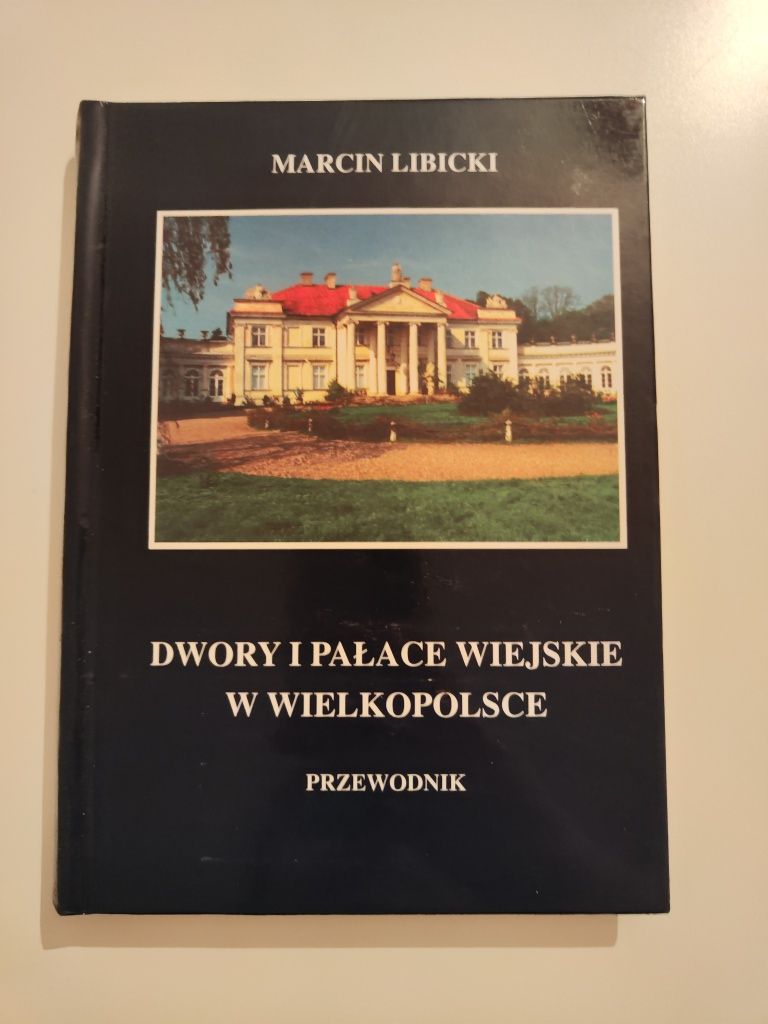 MARCIN LIBICKI
DWORY I PAŁACE WIEJSKIE
W WIELKOPOLSCE
PRZEWODNIK